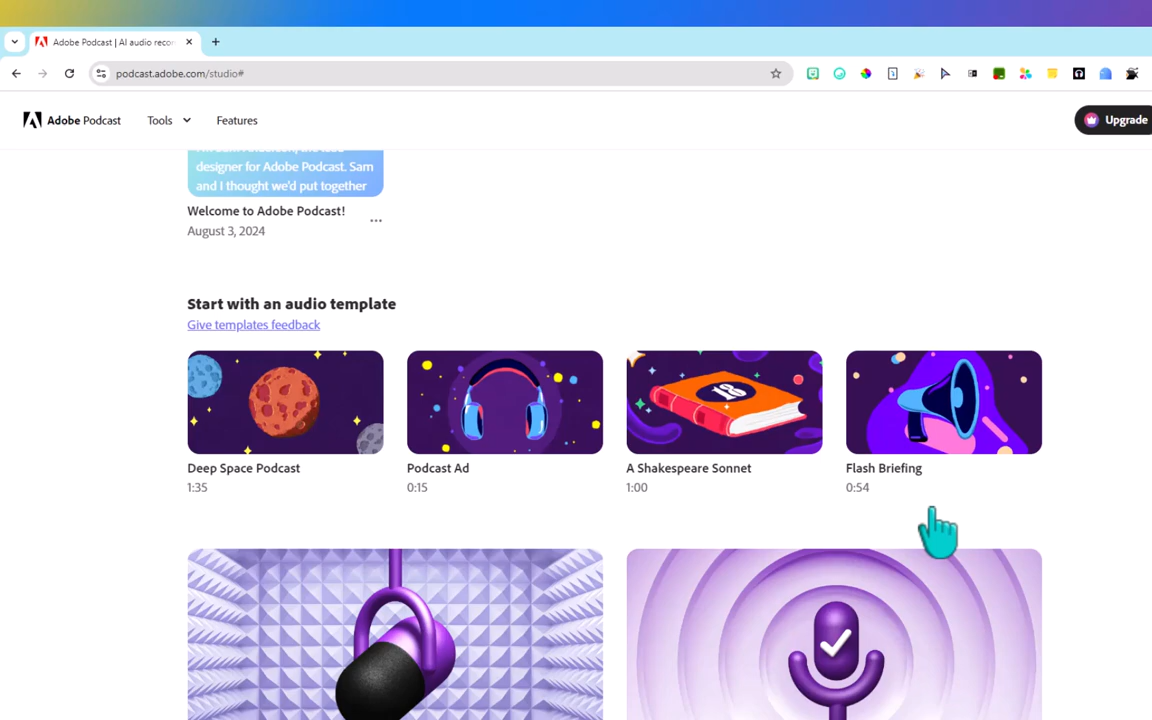 Adobe Podcast | AI audio recor
podcast.adobe.com/studio#
Adobe Podcast
Tools
Features
Upgrade
designer for Adobe Podcast. Sam
and I thought we'd put together
Welcome to Adobe Podcast!
...
August 3, 2024
Start with an audio template
Give templates feedback
13
Deep Space Podcast
Podcast Ad
A Shakespeare Sonnet
Flash Briefing
1:35
0:15
1:00
0:54